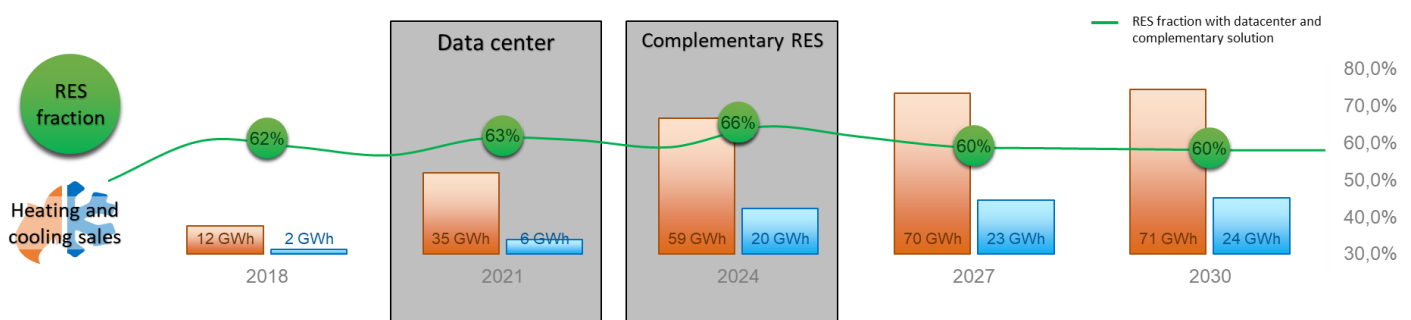 RES fraction with datacenter and
complementary solution
Data center
Complementary RES
RES
fraction
80,0%
70,0%
60,0%
50,0%
40,0%
30,0%
62%
63%
66%
60%
60%
Heating and
cooling sales
12 GWh
2 GWh
35 GWh
6 GWh
59 GWh
20 GWh
70 GWh
23 GWh
71 GWh
24 GWh
2018
2021
2024
2027
2030